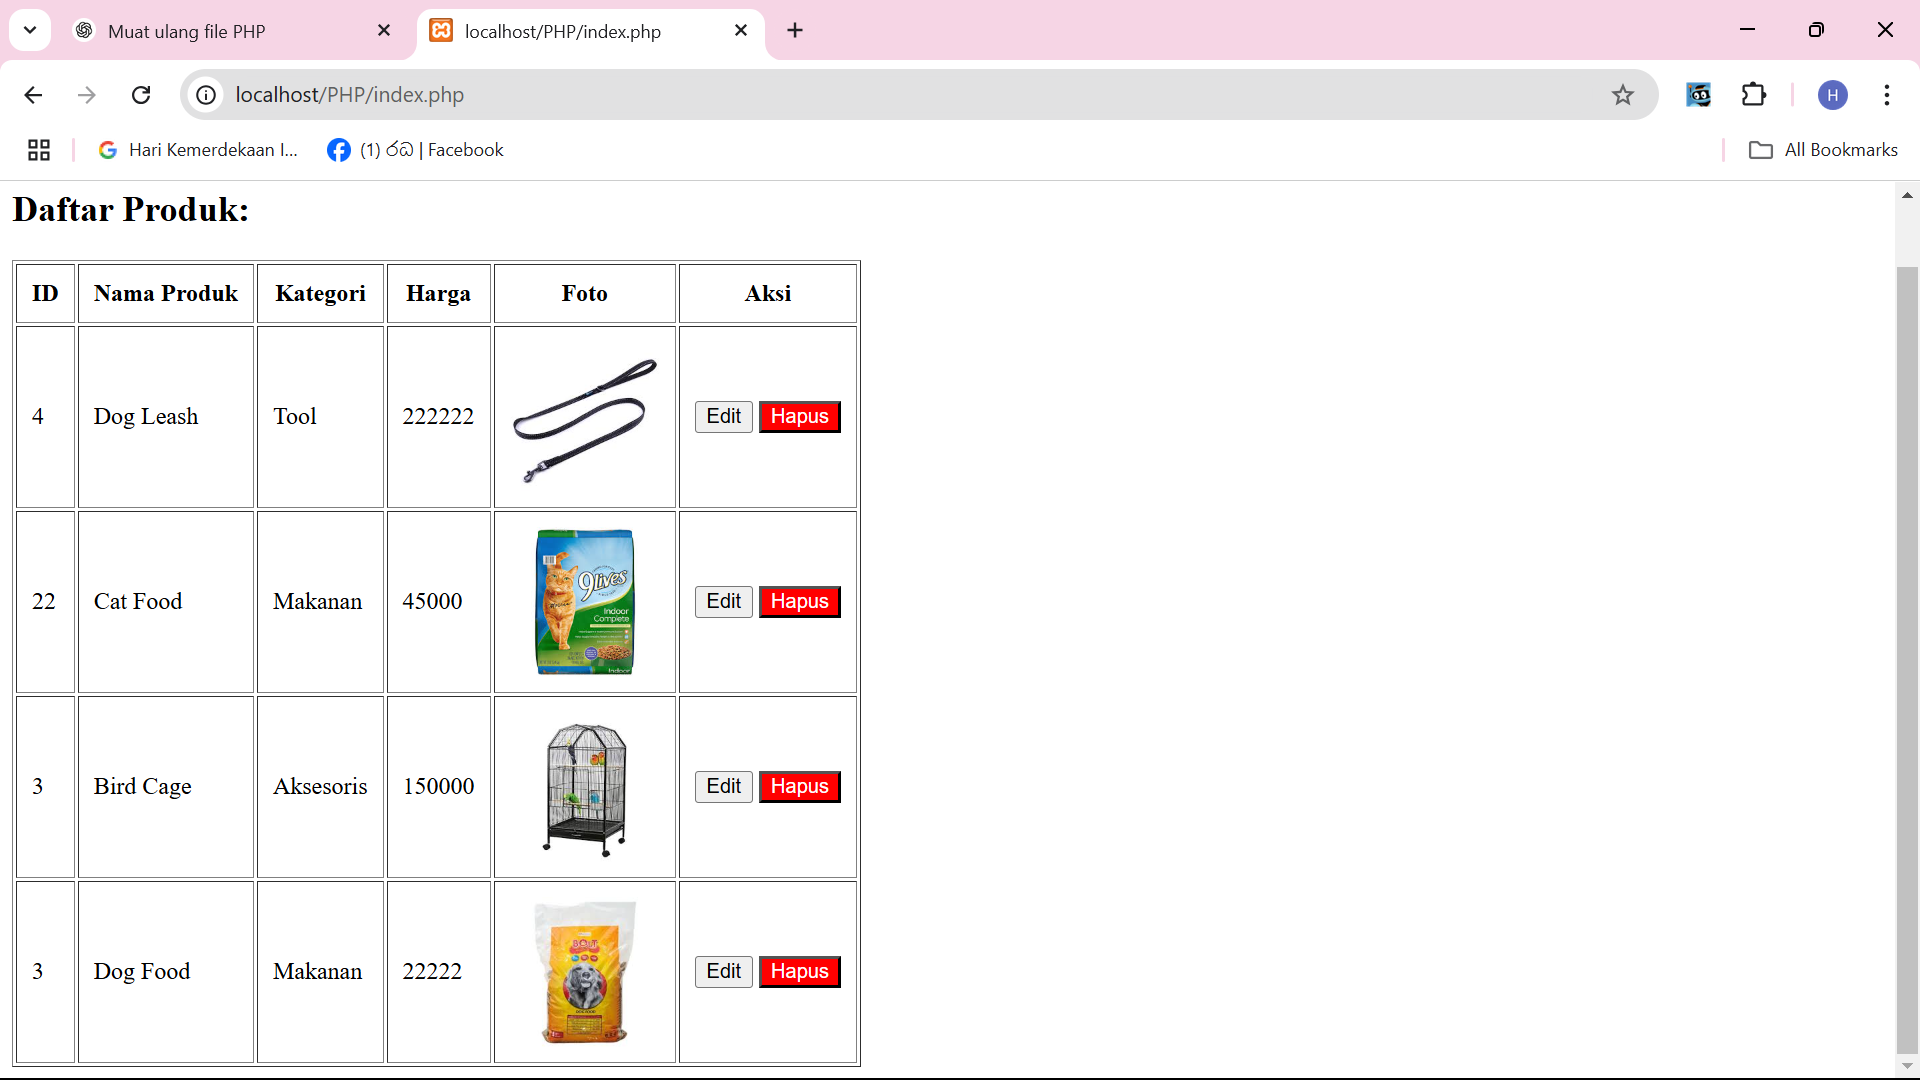 Muat ulang file PHP
localhost/PHP/index.php
localhost/PHP/index.php
H
Hari Kemerdekaan I...
(1) රධ | Facebook
All Bookmarks
Daftar Produk:
ID Nama Produk Kategori Harga Foto Aksi
4 Dog Leash Tool 222222 Edit Hapus
22 Cat Food Makanan 45000 Edit Hapus
9Lives
Indoor
Complete
Indoor
3 Bird Cage Aksesoris 150000 Edit Hapus
3 Dog Food Makanan 22222 Edit Hapus
BOLT